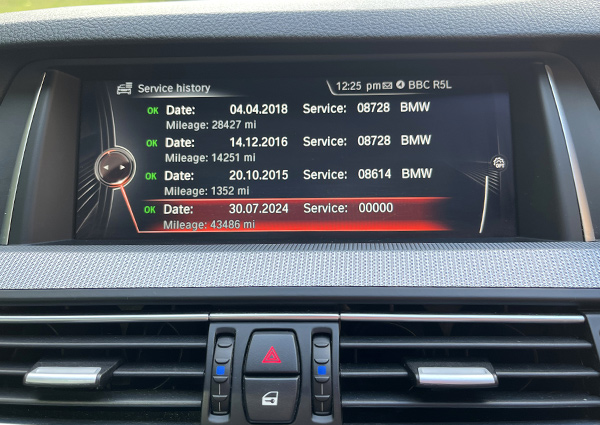 Service history 12:25 pm BBC R5L
OK Date: 04.04.2018 Service: 08728 BMW
Mileage: 28427 mi
OK Date: 14.12.2016 Service: 08728 BMW
Mileage: 14251 mi
OK Date: 20.10.2015 Service: 08614 BMW
Mileage: 1352 mi
OK Date: 30.07.2024 Service: 00000
Mileage: 43486 mi